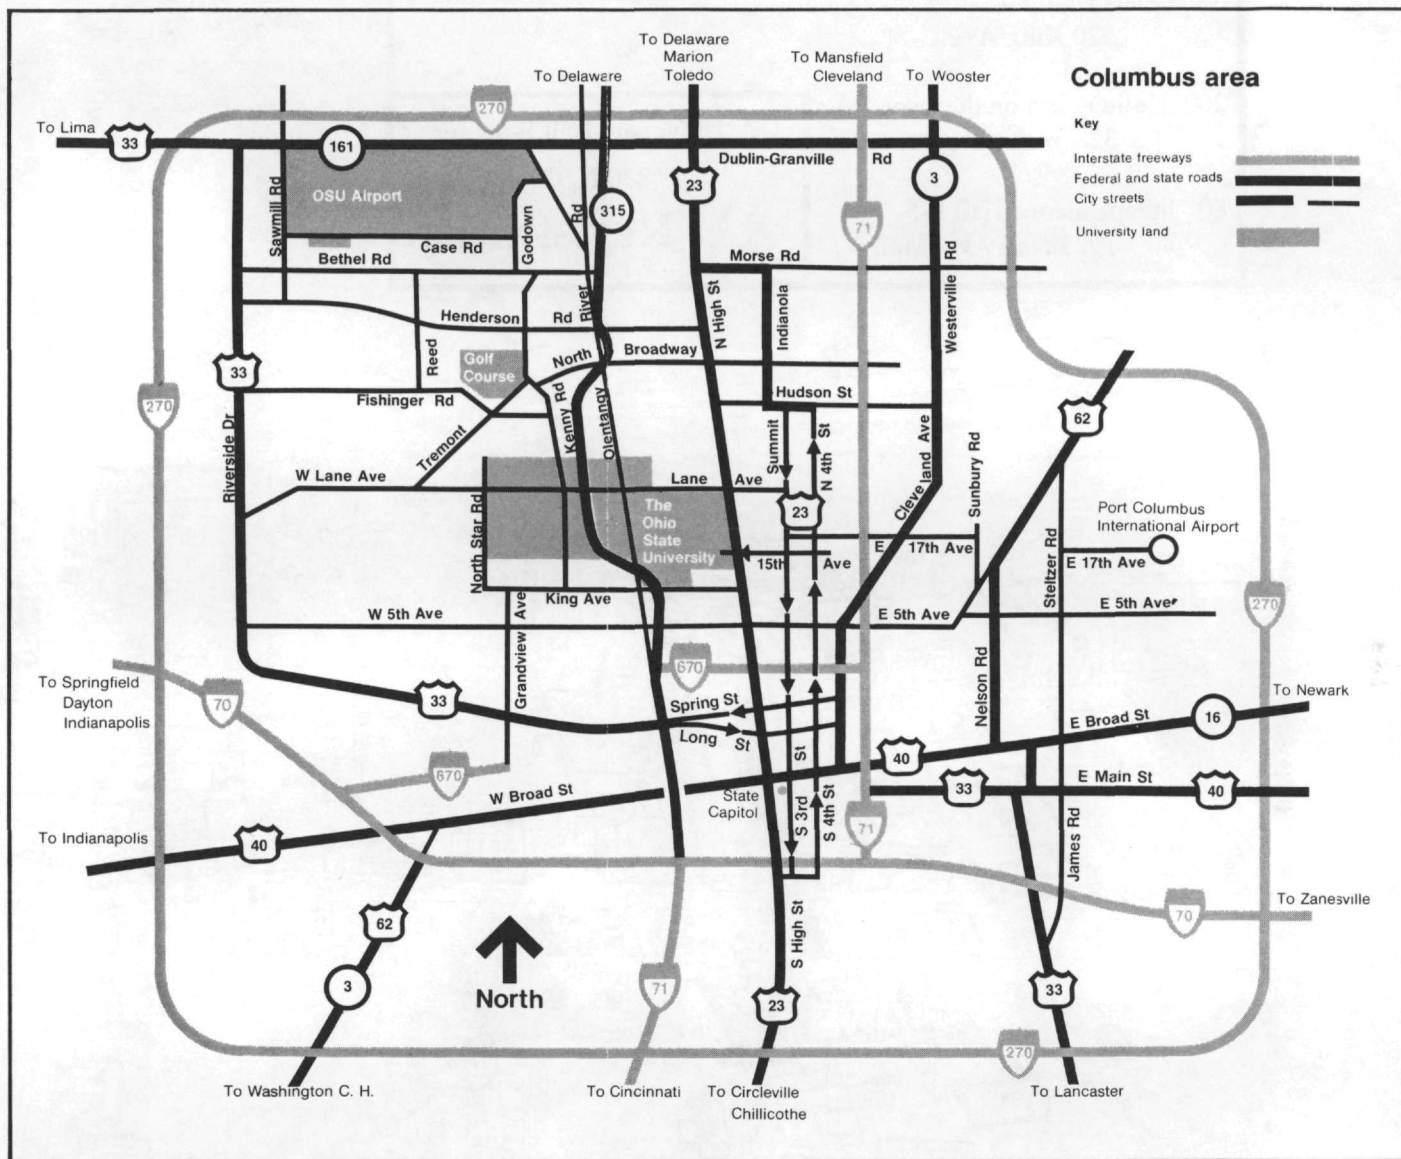 To Delaware
Marion
Toledo
To Mansfield
Cleveland
To Delaware
To Wooster
Columbus area
Key
Interstate freeways
Federal and state roads
City streets
University land
To Lima
33
270
161
Dublin-Granville Rd
23
3
OSU Airport
315
71
Sawmill Rd
Godown
Rd
River
Case Rd
Bethel Rd
Morse Rd
Westerville Rd
N High St
Indianola
Henderson Rd
North Broadway
Reed
Golf
Course
33
Hudson St
Fishinger Rd
Kenny Rd
Olentangy
270
62
Riverside Dr
Tremont
Summit
N 4th St
Cleveland Ave
Sunbury Rd
W Lane Ave
Lane Ave
North Star Rd
The
Ohio
State
University
23
Port Columbus
International Airport
E 17th Ave
15th Ave
Steltzer Rd
E 17th Ave
King Ave
W 5th Ave
E 5th Ave
E 5th Ave
270
Grandview Ave
Nelson Rd
670
To Springfield
Dayton
Indianapolis
70
33
Spring St
Long St
To Newark
16
E Broad St
40
670
W Broad St
State
Capitol
St
S 3rd
S 4th St
33
E Main St
40
71
To Indianapolis
40
James Rd
62
S High St
70
To Zanesville
3
North
71
23
33
270
To Washington C. H.
To Cincinnati
To Circleville
Chillicothe
To Lancaster